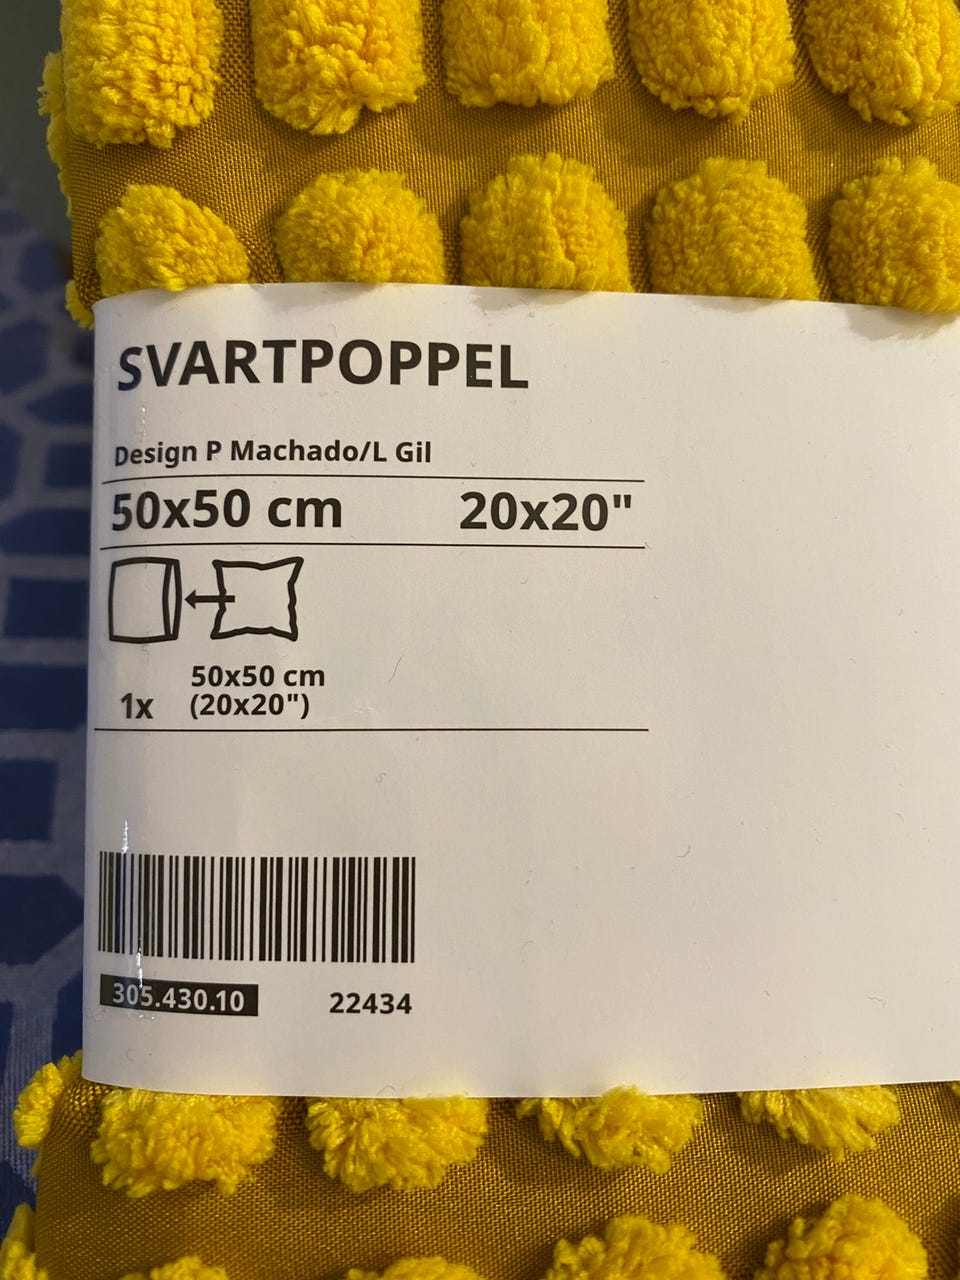 SVARTPOPPEL
Design P Machado/L Gil
50x50 cm 20x20"
50x50 cm
1x (20x20")
305.430.10 22434